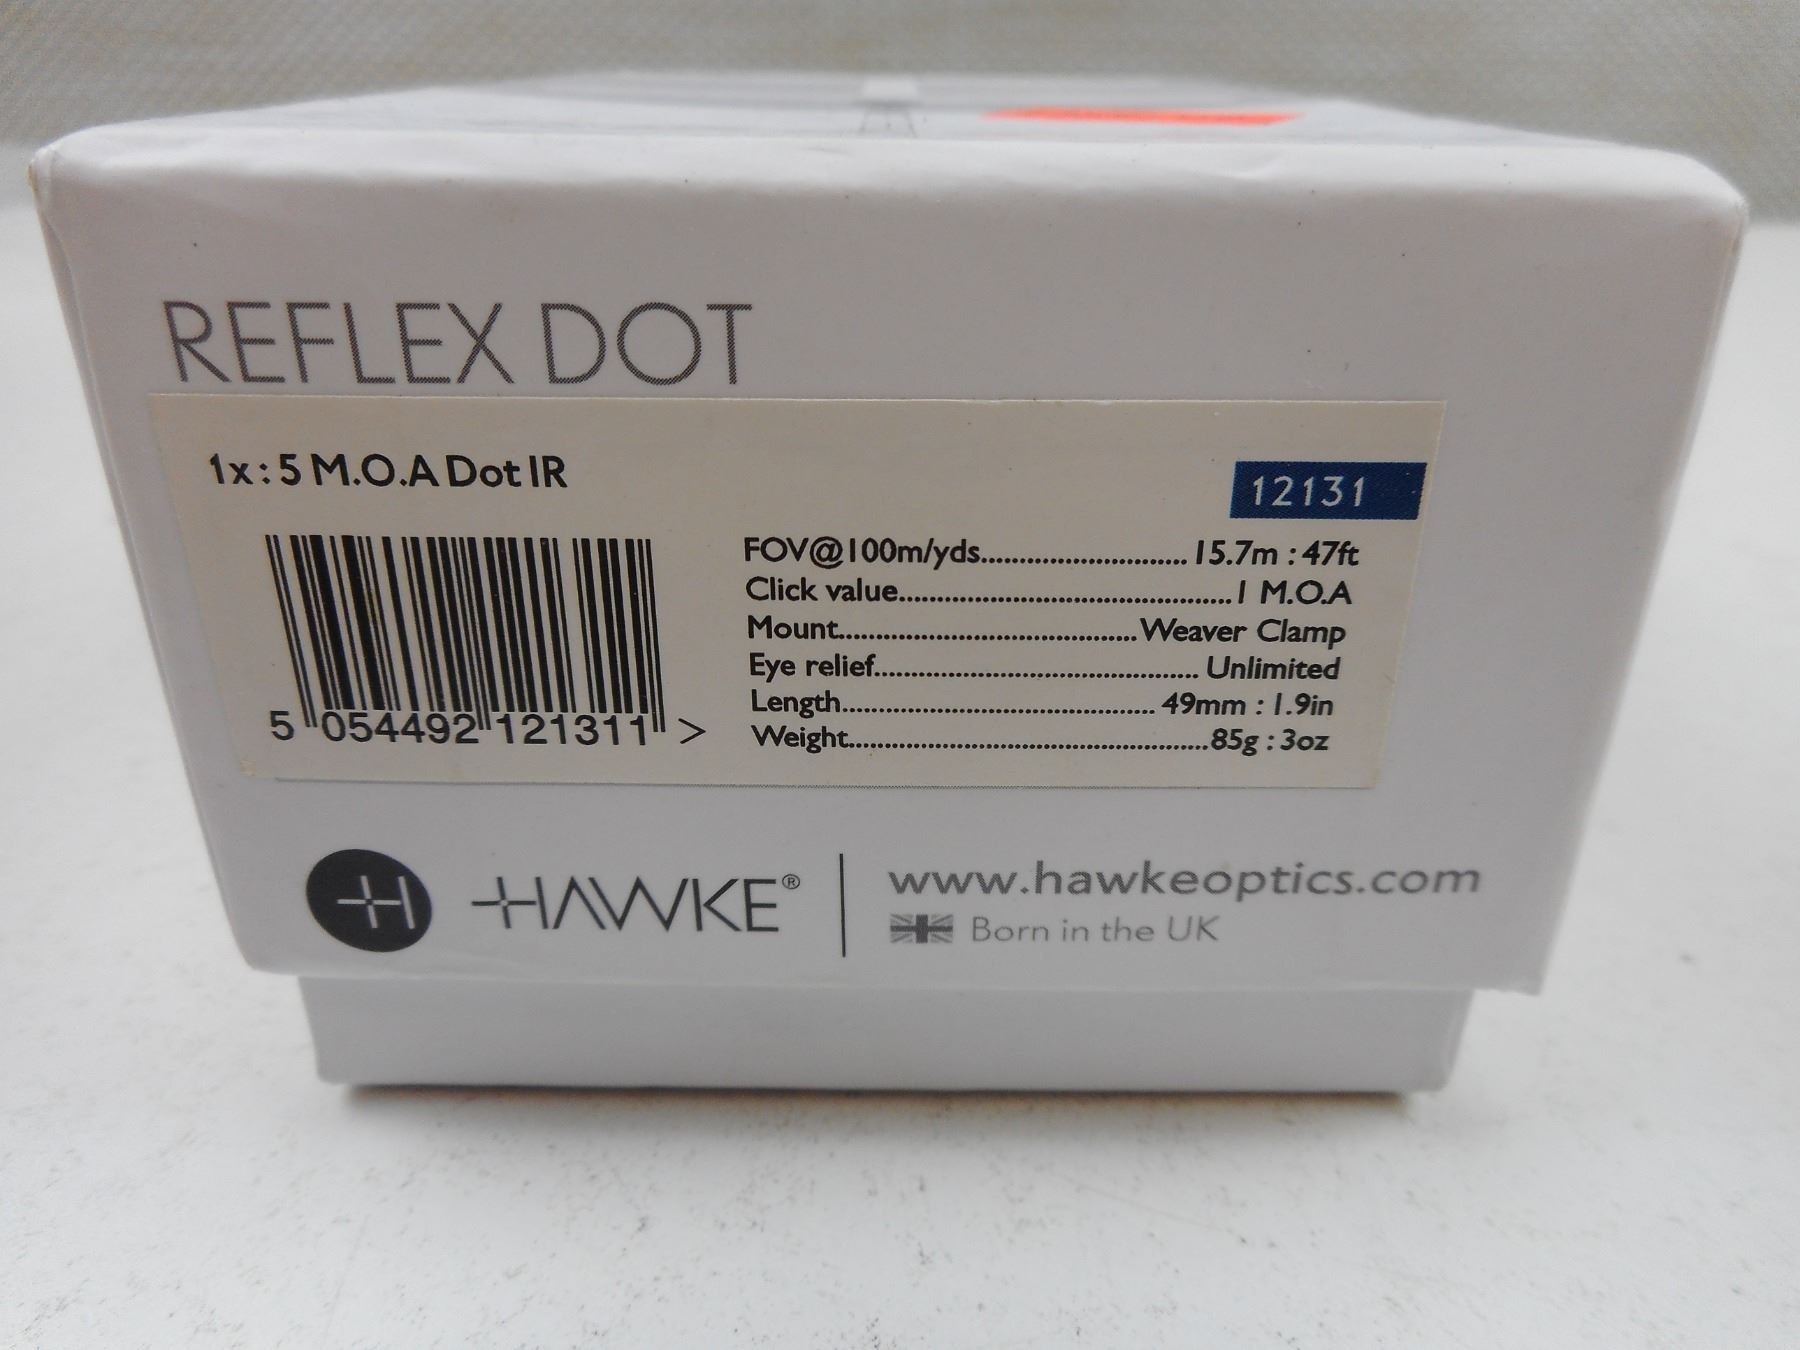 REFLEX DOT
1x: 5 M.O.A Dot IR
12131
FOV@100m/yds.......................... 15.7m : 47ft
Click value.......................................... 1 M.O.A
Mount..................................... Weaver Clamp
Eye relief........................................ Unlimited
Length....................................... 49mm : 1.9in
Weight............................................. 85g : 3oz
5 054492 121311 >
H HAWKE®
www.hawkeoptics.com
Born in the UK